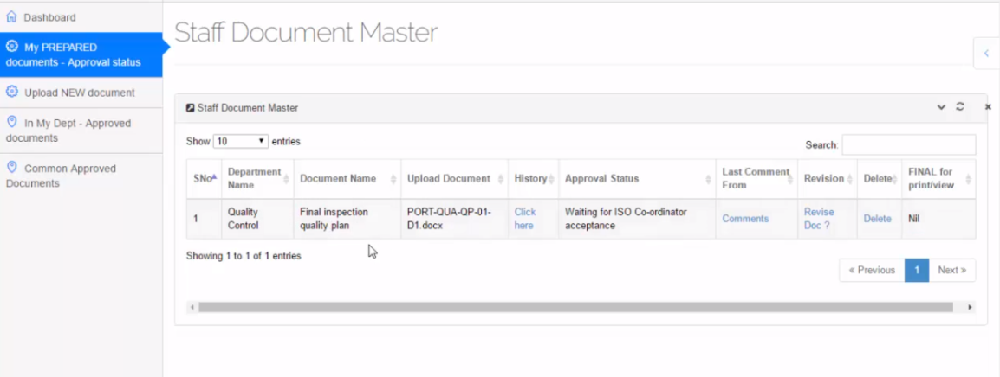 Dashboard
My PREPARED
documents - Approval status
Upload NEW document
In My Dept - Approved
documents
Common Approved
Documents
Staff Document Master
Staff Document Master
Show 10 entries
Search:
SNo Department Name Document Name Upload Document History Approval Status Last Comment From Revision Delete FINAL for print/view
1 Quality Control Final inspection quality plan PORT-QUA-QP-01-D1.docx Click here Waiting for ISO Co-ordinator acceptance Comments Revise Doc ? Delete Nil
Showing 1 to 1 of 1 entries
« Previous 1 Next »